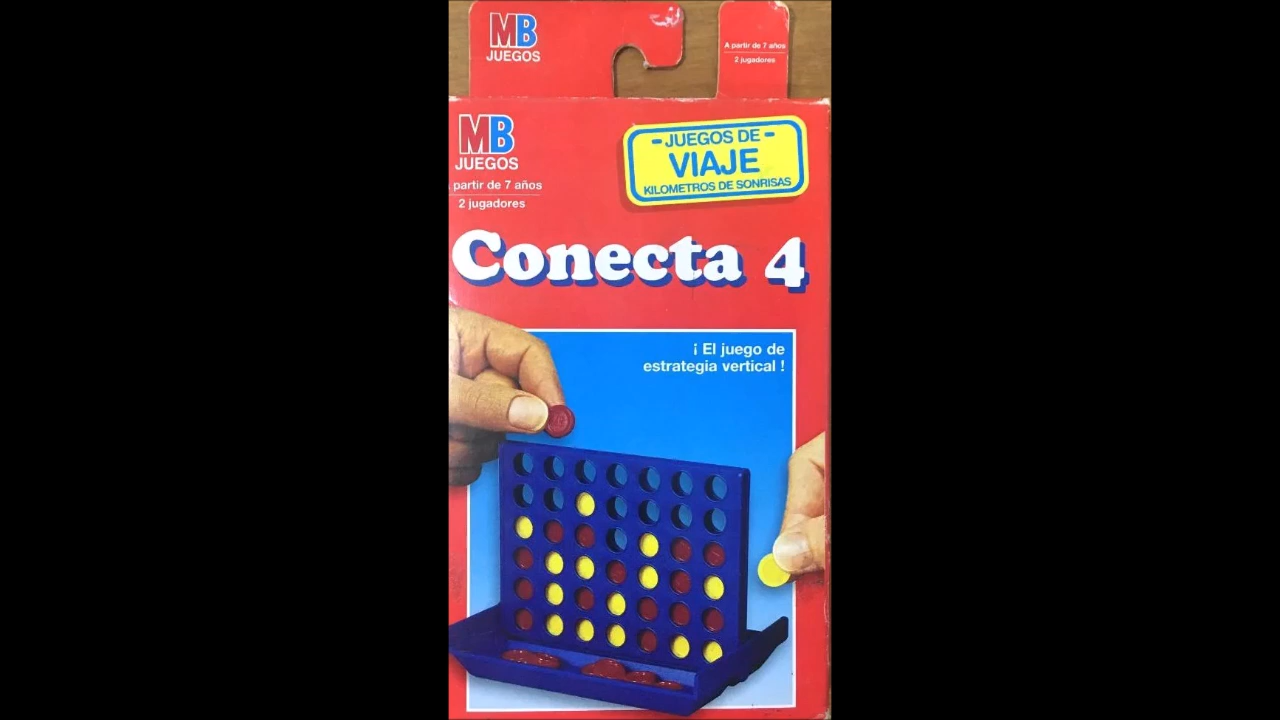 MB
JUEGOS
A partir de 7 años
2 jugadores
MB
JUEGOS
partir de 7 años
2 jugadores
- JUEGOS DE -
VIAJE
KILOMETROS DE SONRISAS
Conecta 4
¡ El juego de
estrategia vertical !